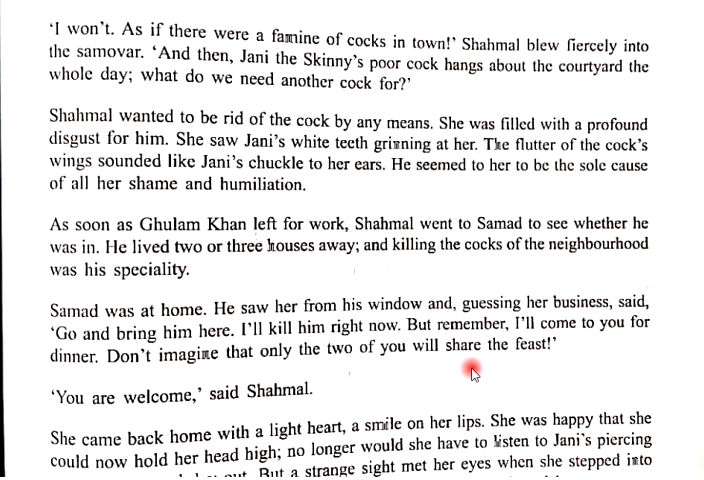 ‘I won’t. As if there were a famine of cocks in town!’ Shahmal blew fiercely into
the samovar. ‘And then, Jani the Skinny’s poor cock hangs about the courtyard the
whole day; what do we need another cock for?’
Shahmal wanted to be rid of the cock by any means. She was filled with a profound
disgust for him. She saw Jani’s white teeth grinning at her. The flutter of the cock’s
wings sounded like Jani’s chuckle to her ears. He seemed to her to be the sole cause
of all her shame and humiliation.
As soon as Ghulam Khan left for work, Shahmal went to Samad to see whether he
was in. He lived two or three houses away; and killing the cocks of the neighbourhood
was his speciality.
Samad was at home. He saw her from his window and, guessing her business, said,
‘Go and bring him here. I’ll kill him right now. But remember, I’ll come to you for
dinner. Don’t imagine that only the two of you will share the feast!’
‘You are welcome,’ said Shahmal.
She came back home with a light heart, a smile on her lips. She was happy that she
could now hold her head high; no longer would she have to listen to Jani’s piercing
out. But a strange sight met her eyes when she stepped into